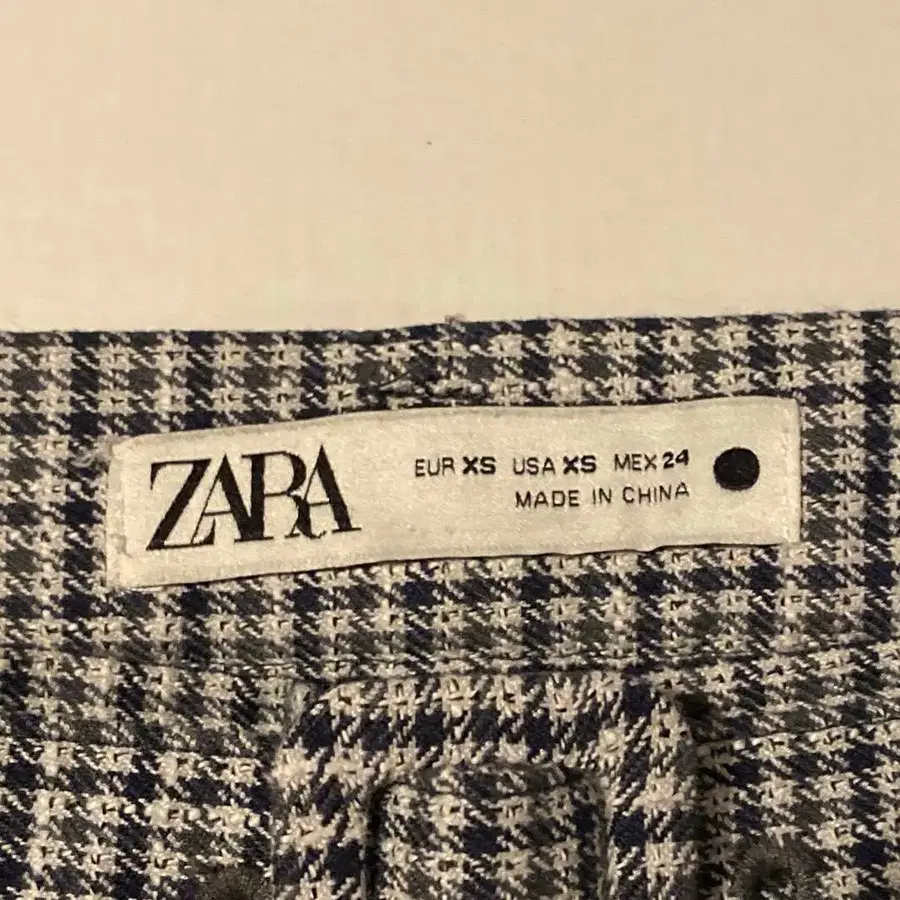 ZARA
EUR XS USA XS MEX 24
MADE IN CHINA